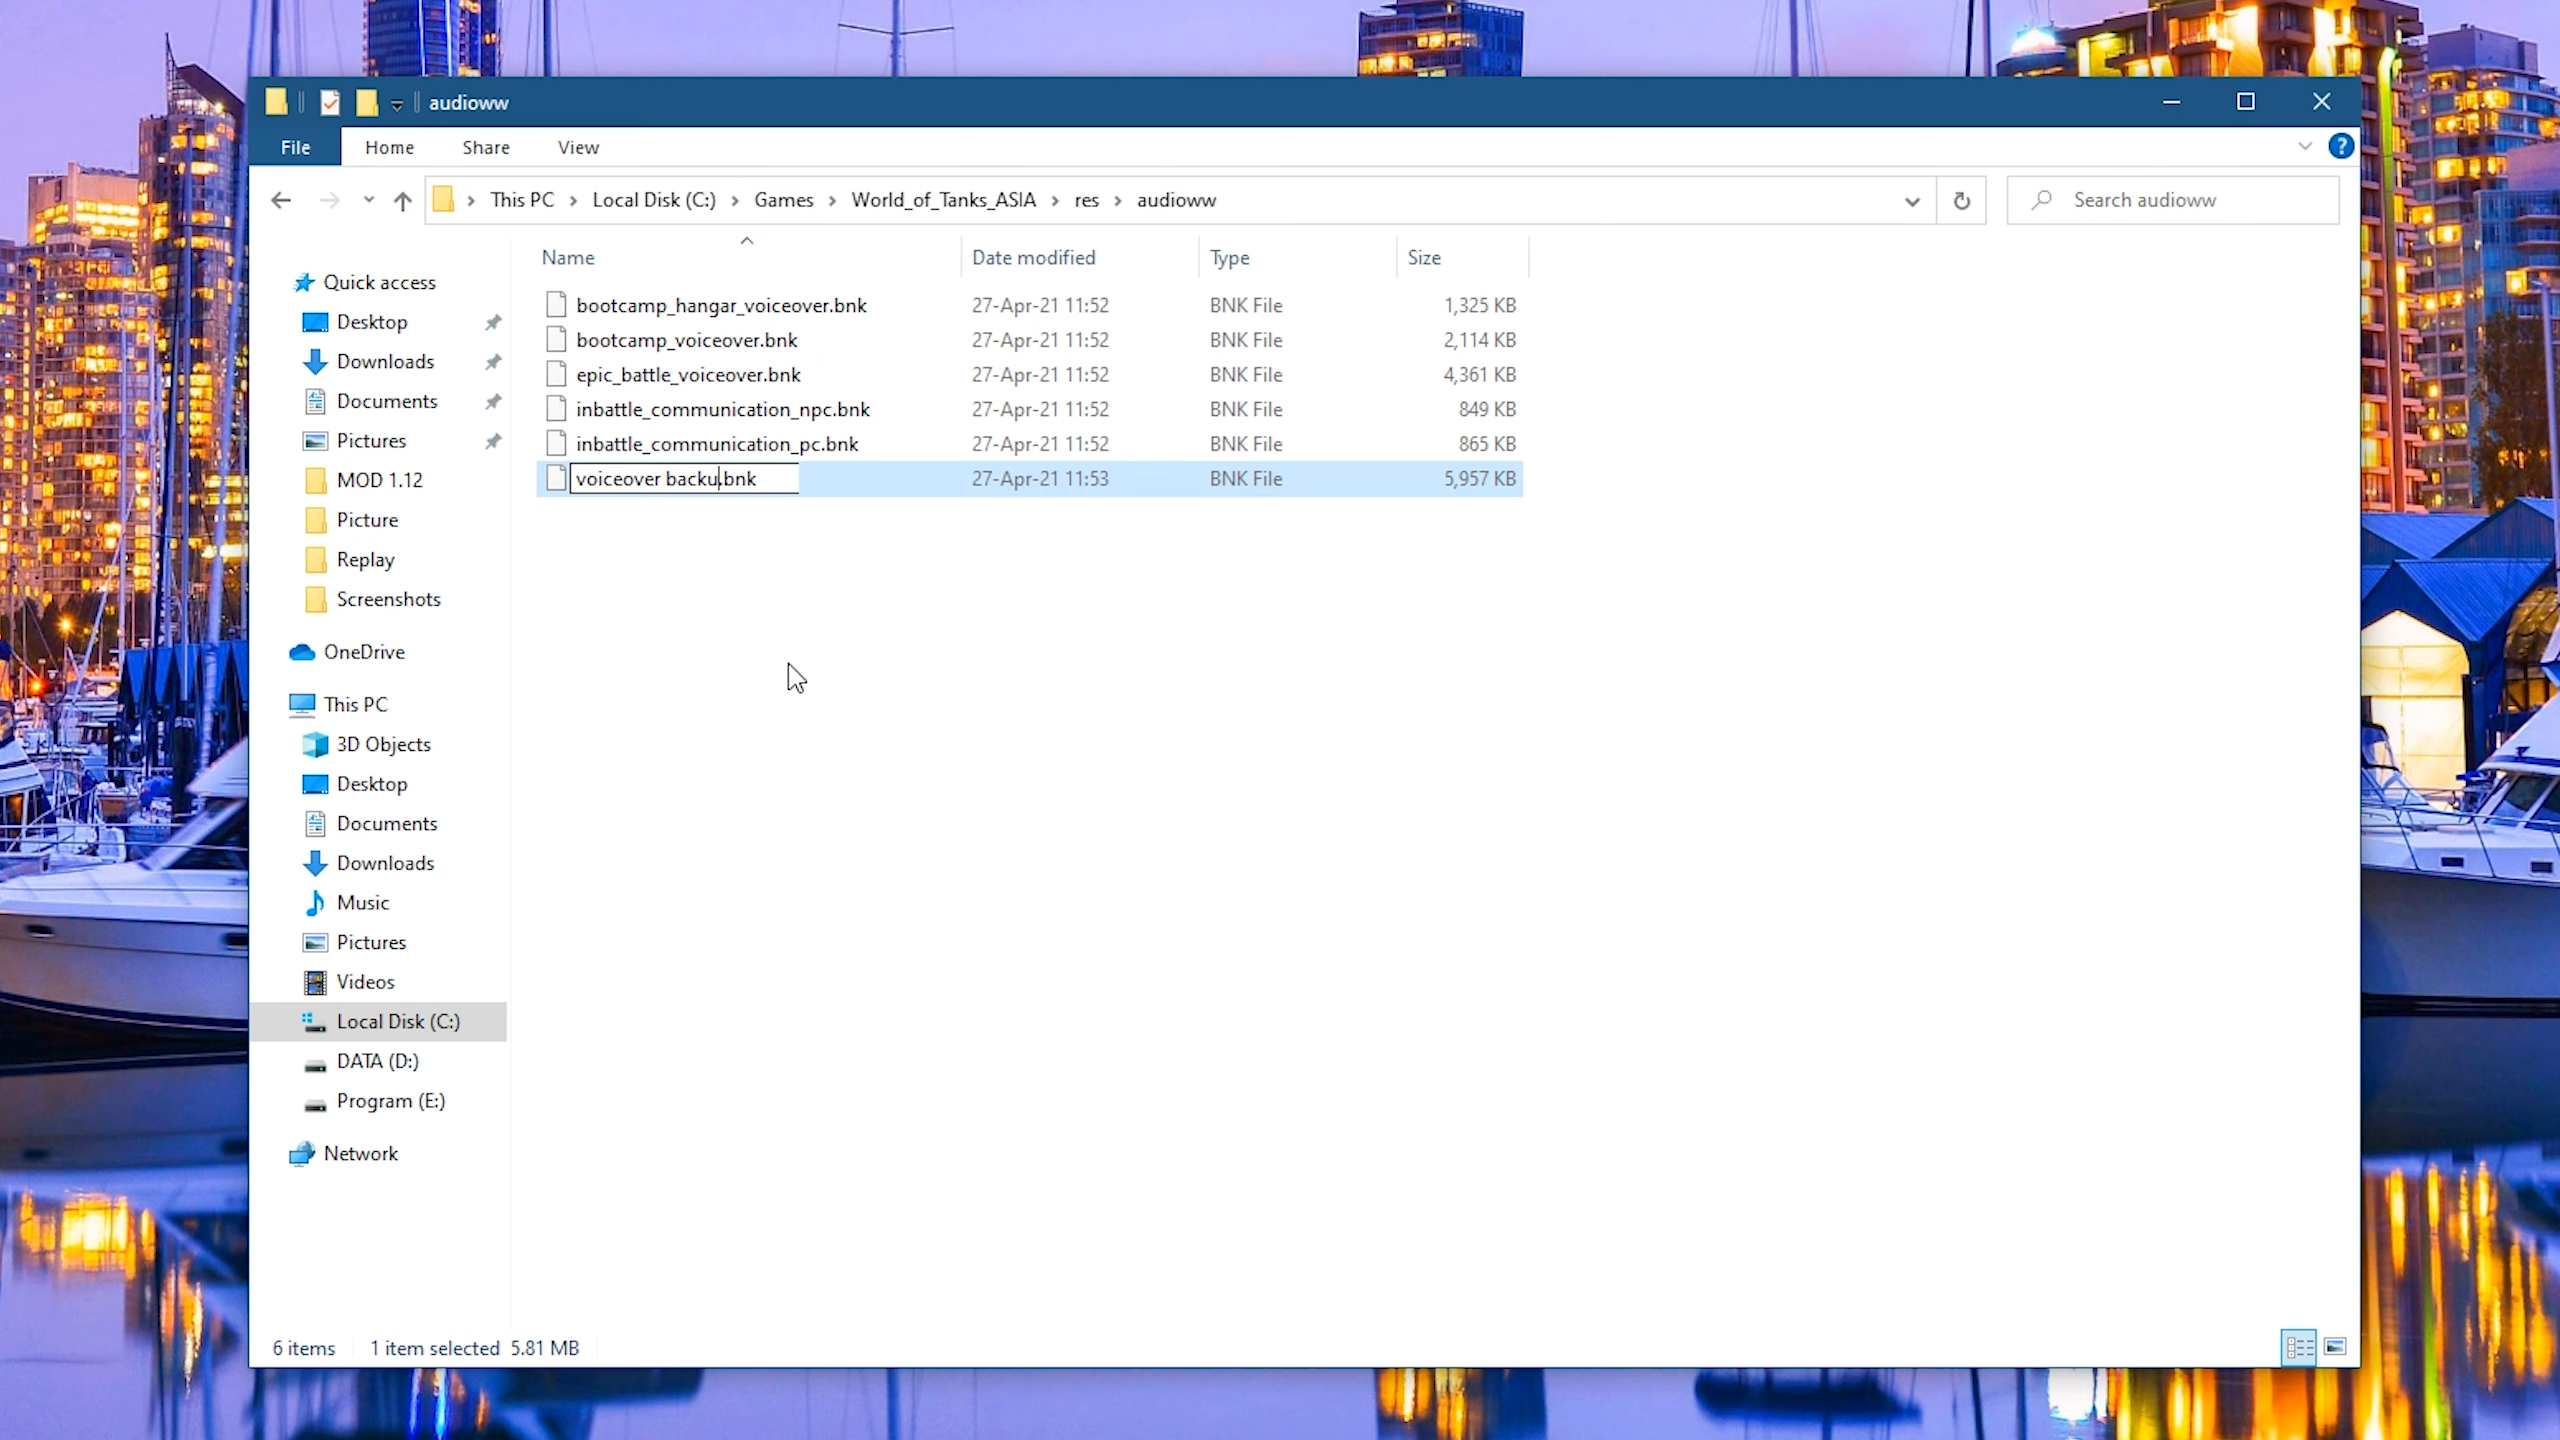 audioww
File Home Share View
This PC Local Disk (C:) Games World_of_Tanks_ASIA res audioww Search audioww
Name Date modified Type Size
Quick access
Desktop
Downloads
Documents
Pictures
MOD 1.12
Picture
Replay
Screenshots
OneDrive
This PC
3D Objects
Desktop
Documents
Downloads
Music
Pictures
Videos
Local Disk (C:)
DATA (D:)
Program (E:)
Network
bootcamp_hangar_voiceover.bnk 27-Apr-21 11:52 BNK File 1,325 KB
bootcamp_voiceover.bnk 27-Apr-21 11:52 BNK File 2,114 KB
epic_battle_voiceover.bnk 27-Apr-21 11:52 BNK File 4,361 KB
inbattle_communication_npc.bnk 27-Apr-21 11:52 BNK File 849 KB
inbattle_communication_pc.bnk 27-Apr-21 11:52 BNK File 865 KB
voiceover backu.bnk 27-Apr-21 11:53 BNK File 5,957 KB
6 items 1 item selected 5.81 MB